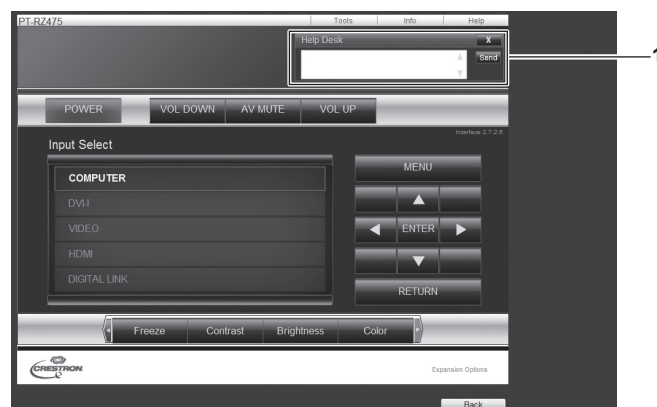 PT-RZ475
Tools Info Help
Help Desk X
Send
1
POWER VOL DOWN AV MUTE VOL UP
Interface 2.7.2.6
Input Select
COMPUTER
DVI-I
VIDEO
HDMI
DIGITAL LINK
MENU
ENTER
RETURN
Freeze Contrast Brightness Color
CRESTRON
Expansion Options
Back